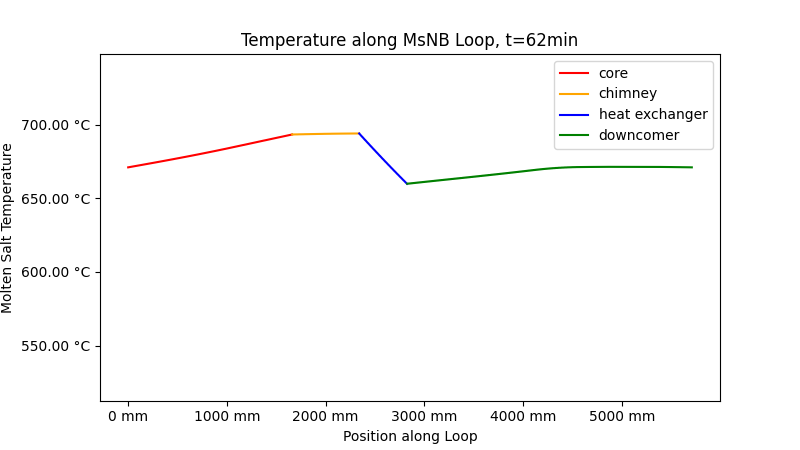 Temperature along MsNB Loop, t=62min
core
chimney
heat exchanger
downcomer
Molten Salt Temperature
700.00 °C
650.00 °C
600.00 °C
550.00 °C
0 mm 1000 mm 2000 mm 3000 mm 4000 mm 5000 mm
Position along Loop